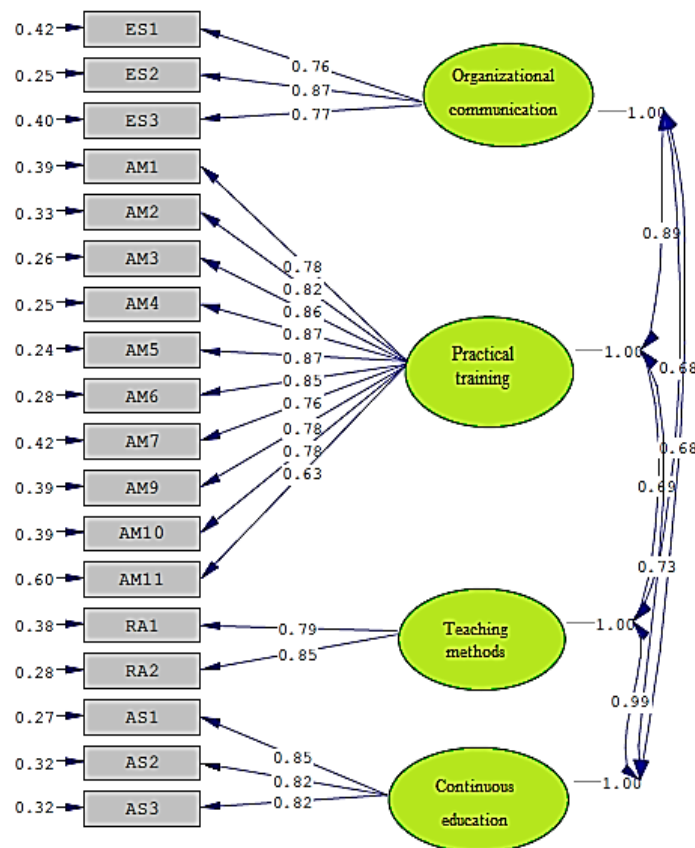 0.42 ES1
0.76
Organizational
communication
0.25 ES2
0.87
1.00
0.40 ES3
0.77
0.39 AM1
0.33 AM2
0.89
0.26 AM3
0.78
0.82
0.25 AM4
0.86
0.87
0.24 AM5
0.87
Practical
training
1.00
0.68
0.28 AM6
0.85
0.76
0.42 AM7
0.78
0.78
0.68
0.39 AM9
0.63
0.69
0.39 AM10
0.73
0.60 AM11
0.38 RA1
0.79
Teaching
methods
1.00
0.28 RA2
0.85
0.99
0.27 AS1
0.85
0.32 AS2
0.82
Continuous
education
1.00
0.32 AS3
0.82